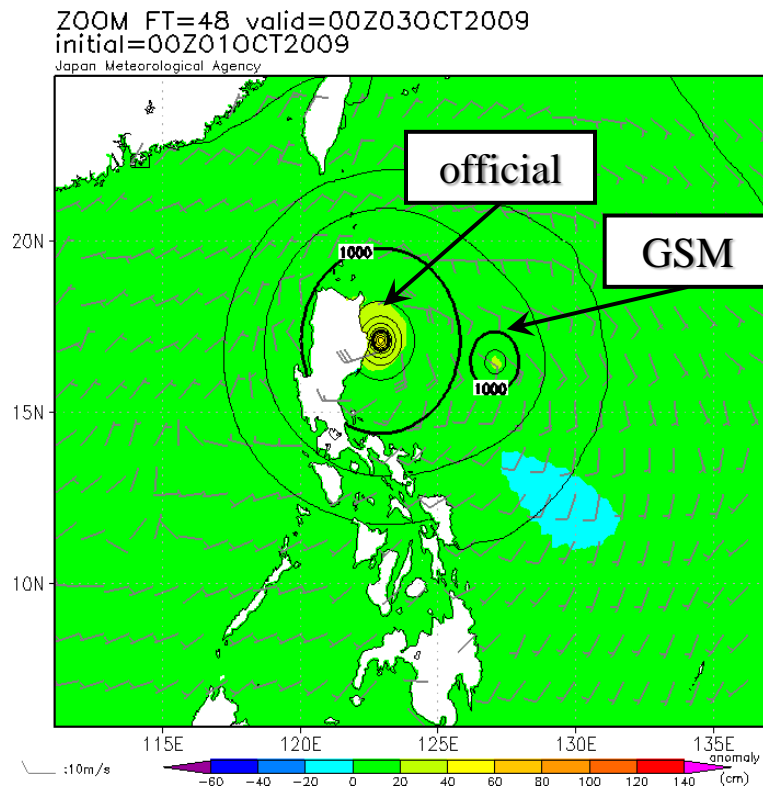 ZOOM FT=48 valid=00Z03OCT2009
initial=00Z01OCT2009
Japan Meteorological Agency
official
GSM
1000
1000
20N
15N
10N
115E 120E 125E 130E 135E
:10m/s
anomaly
-60 -40 -20 0 20 40 60 80 100 120 140 (cm)